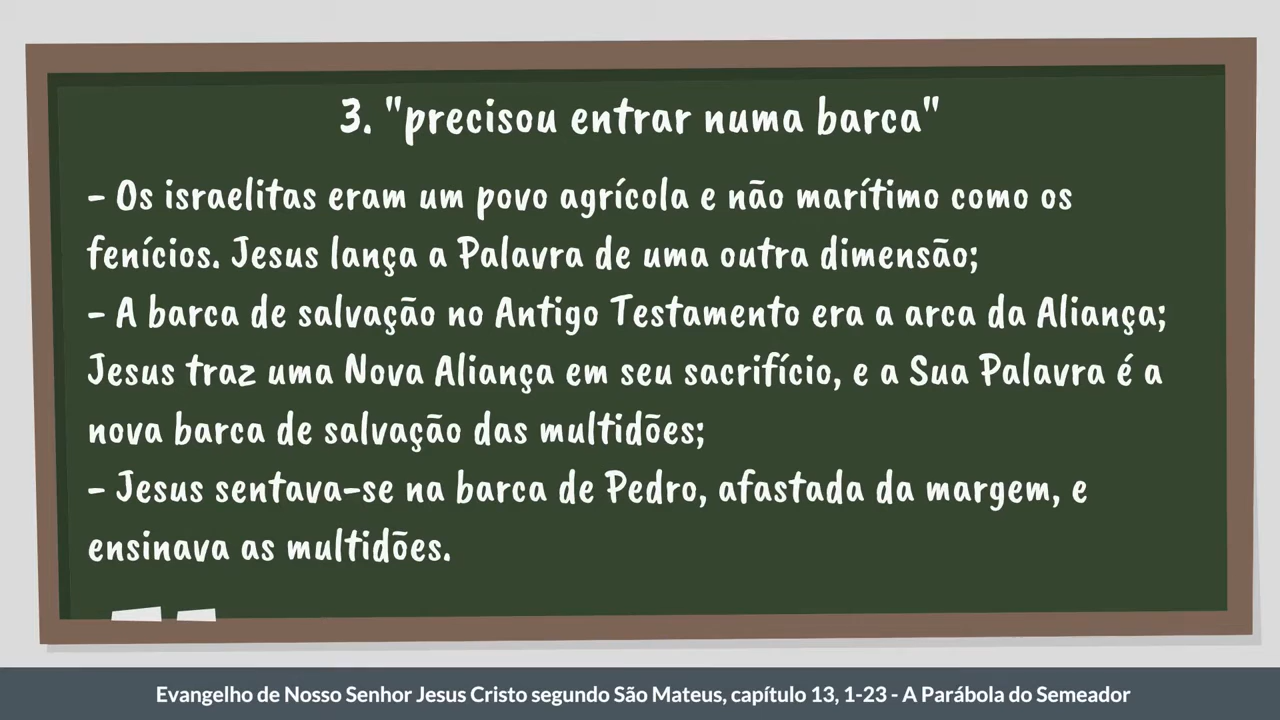 3. "precisou entrar numa barca"
- Os israelitas eram um povo agrícola e não marítimo como os
fenícios. Jesus lança a Palavra de uma outra dimensão;
- A barca de salvação no Antigo Testamento era a arca da Aliança;
Jesus traz uma Nova Aliança em seu sacrifício, e a Sua Palavra é a
nova barca de salvação das multidões;
- Jesus sentava-se na barca de Pedro, afastada da margem, e
ensinava as multidões.
Evangelho de Nosso Senhor Jesus Cristo segundo São Mateus, capítulo 13, 1-23 - A Parábola do Semeador